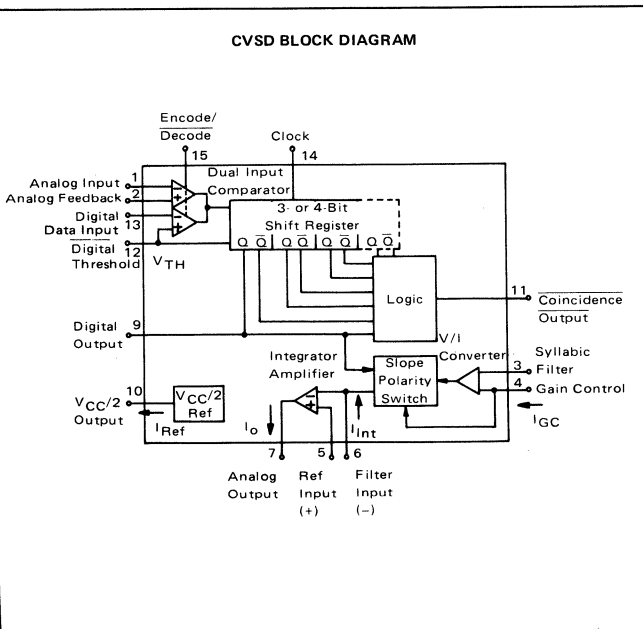 CVSD BLOCK DIAGRAM
Encode/
Decode
Clock
15
14
Analog Input
1
Dual Input
Analog Feedback
2
Comparator
Digital
3- or 4-Bit
13
Data Input
Shift Register
Digital
Q Q̅ Q Q̅ Q Q̅ Q Q̅
12
Threshold
VTH
Logic
11
Coincidence
Output
Digital
9
Output
V/I
Integrator
Converter
Syllabic
Amplifier
Slope
3
Filter
10
Polarity
4
VCC/2
VCC/2
Switch
Gain Control
Output
Ref
IRef
Io
IInt
IGC
7
5
6
Analog
Ref
Filter
Output
Input
Input
(+)
(−)
− + − + − +